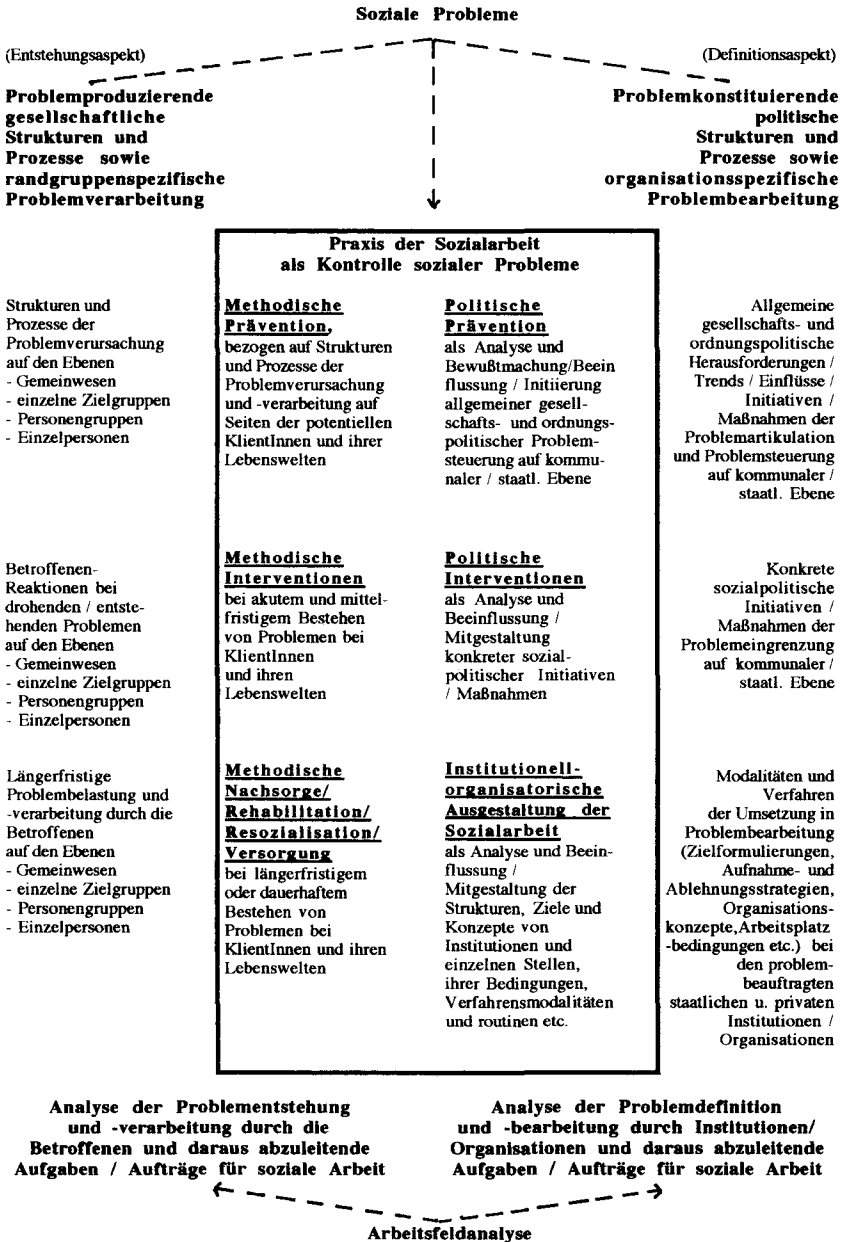 Soziale Probleme
(Entstehungsaspekt)
(Definitionsaspekt)
Problemproduzierende
gesellschaftliche
Strukturen und
Prozesse sowie
randgruppenspezifische
Problemverarbeitung
Problemkonstituierende
politische
Strukturen und
Prozesse sowie
organisationsspezifische
Problembearbeitung
Praxis der Sozialarbeit
als Kontrolle sozialer Probleme
Strukturen und
Prozesse der
Problemverursachung
auf den Ebenen
- Gemeinwesen
- einzelne Zielgruppen
- Personengruppen
- Einzelpersonen
Methodische
Prävention,
bezogen auf Strukturen
und Prozesse der
Problemverursachung
und -verarbeitung auf
Seiten der potentiellen
KlientInnen und ihrer
Lebenswelten
Politische
Prävention
als Analyse und
Bewußtmachung/Beein
flussung / Initiierung
allgemeiner gesell-
schafts- und ordnungs-
politischer Problem-
steuerung auf kommu-
naler / staatl. Ebene
Allgemeine
gesellschafts- und
ordnungspolitische
Herausforderungen /
Trends / Einflüsse /
Initiativen /
Maßnahmen der
Problemartikulation
und Problemsteuerung
auf kommunaler /
staatl. Ebene
Betroffenen-
Reaktionen bei
drohenden / entste-
henden Problemen
auf den Ebenen
- Gemeinwesen
- einzelne Zielgruppen
- Personengruppen
- Einzelpersonen
Methodische
Interventionen
bei akutem und mittel-
fristigem Bestehen
von Problemen bei
KlientInnen
und ihren
Lebenswelten
Politische
Interventionen
als Analyse und
Beeinflussung /
Mitgestaltung
konkreter sozial-
politischer Initiativen
/ Maßnahmen
Konkrete
sozialpolitische
Initiativen /
Maßnahmen der
Problemeingrenzung
auf kommunaler /
staatl. Ebene
Längerfristige
Problembelastung und
-verarbeitung durch die
Betroffenen
auf den Ebenen
- Gemeinwesen
- einzelne Zielgruppen
- Personengruppen
- Einzelpersonen
Methodische
Nachsorge/
Rehabilitation/
Resozialisation/
Versorgung
bei längerfristigem
oder dauerhaftem
Bestehen von
Problemen bei
KlientInnen und ihren
Lebenswelten
Institutionell-
organisatorische
Ausgestaltung der
Sozialarbeit
als Analyse und Beein-
flussung /
Mitgestaltung der
Strukturen, Ziele und
Konzepte von
Institutionen und
einzelnen Stellen,
ihrer Bedingungen,
Verfahrensmodalitäten
und routinen etc.
Modalitäten und
Verfahren
der Umsetzung in
Problembearbeitung
(Zielformulierungen,
Aufnahme- und
Ablehnungsstrategien,
Organisations-
konzepte,Arbeitsplatz
-bedingungen etc.) bei
den problem-
beauftragten
staatlichen u. privaten
Institutionen /
Organisationen
Analyse der Problementstehung
und -verarbeitung durch die
Betroffenen und daraus abzuleitende
Aufgaben / Aufträge für soziale Arbeit
Analyse der Problemdefinition
und -bearbeitung durch Institutionen/
Organisationen und daraus abzuleitende
Aufgaben / Aufträge für soziale Arbeit
Arbeitsfeldanalyse